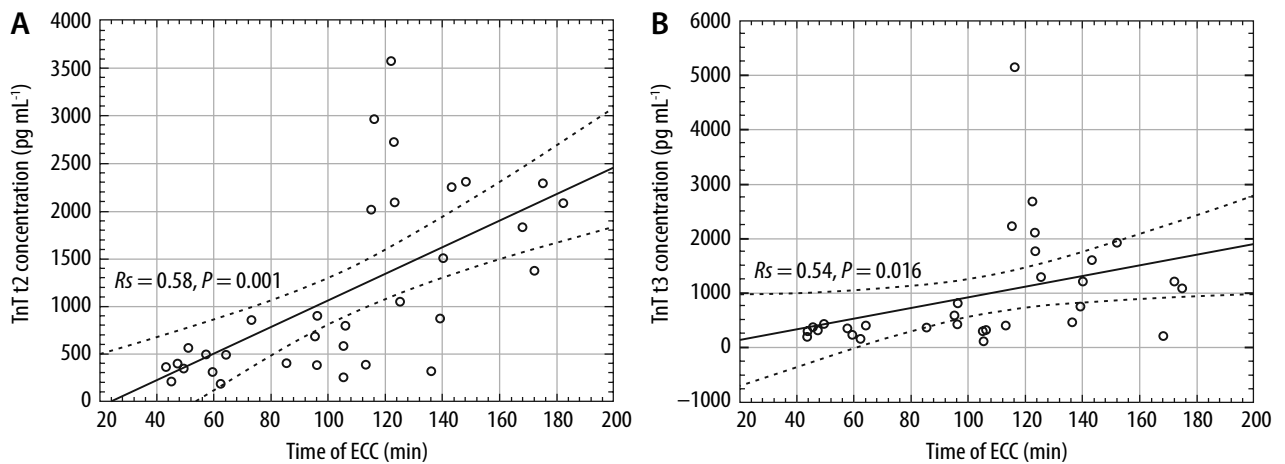 A
TnT t2 concentration (pg mL-1)
4000
3500
3000
2500
2000
1500
1000
500
0
Rs = 0.58, P = 0.001
20 40 60 80 100 120 140 160 180 200
Time of ECC (min)
B
TnT t3 concentration (pg mL-1)
6000
5000
4000
3000
2000
1000
0
−1000
Rs = 0.54, P = 0.016
20 40 60 80 100 120 140 160 180 200
Time of ECC (min)